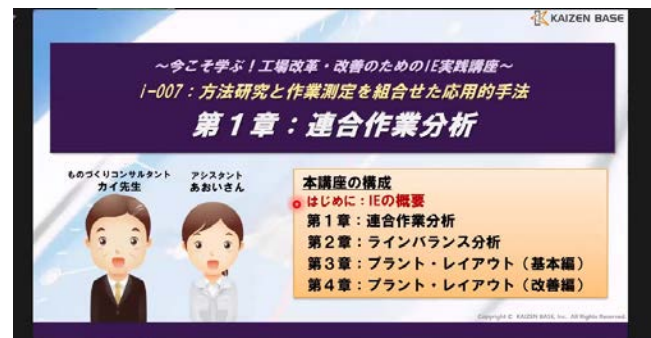 KAIZEN BASE
～今こそ学ぶ！工場改革・改善のためのIE実践講座～
i-007：方法研究と作業測定を組合せた応用的手法
第１章：連合作業分析
ものづくりコンサルタント
カイ先生
アシスタント
あおいさん
本講座の構成
はじめに：IEの概要
第１章：連合作業分析
第２章：ラインバランス分析
第３章：プラント・レイアウト（基本編）
第４章：プラント・レイアウト（改善編）
Copyright © KAIZEN BASE, Inc. All Rights Reserved.